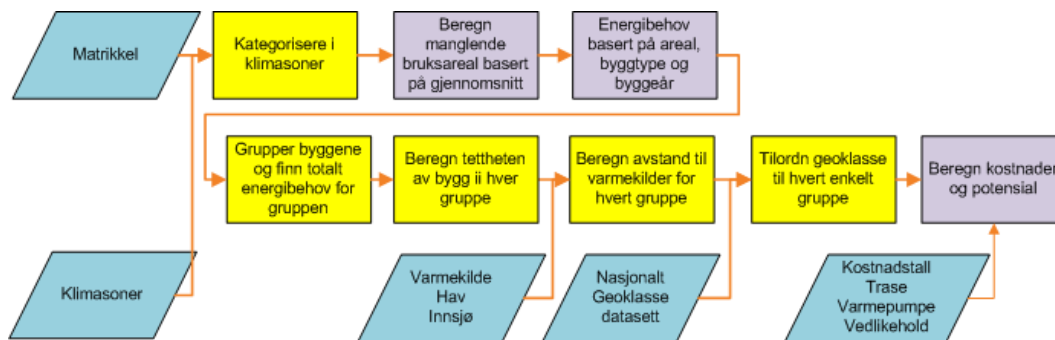 Matrikkel
Kategorisere i
klimasoner
Beregn
manglende
bruksareal basert
på gjennomsnitt
Energibehov
basert på areal,
byggtype og
byggeår
Grupper byggene
og finn totalt
energibehov for
gruppen
Beregn tettheten
av bygg ii hver
gruppe
Beregn avstand til
varmekilder for
hvert gruppe
Tilordn geoklasse
til hvert enkelt
gruppe
Beregn kostnader
og potensial
Klimasoner
Varmekilde
Hav
Innsjø
Nasjonalt
Geoklasse
datasett
Kostnadstall
Trase
Varmepumpe
Vedlikehold